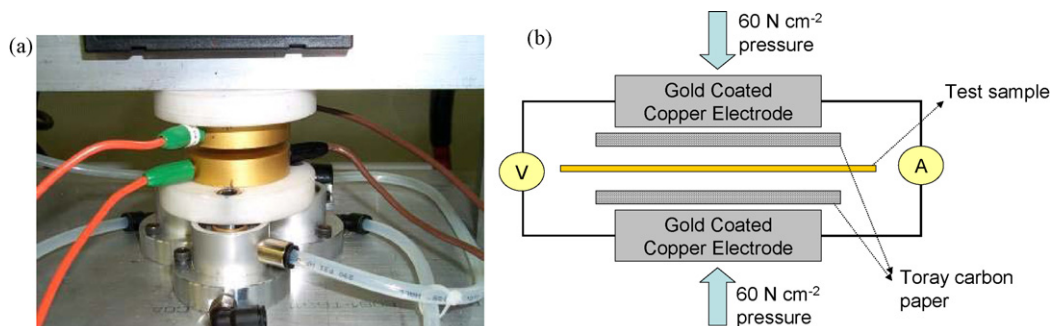 (a)
(b)
60 N cm-2
pressure
Gold Coated
Copper Electrode
Test sample
V
A
Gold Coated
Copper Electrode
Toray carbon
paper
60 N cm-2
pressure